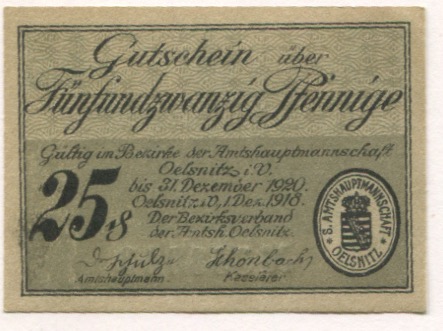 Gutschein über
Fünfundzwanzig Pfennige
Gültig im Bezirke der Amtshauptmannschaft
Oelsnitz i.V.
bis 31. Dezember 1920.
Oelsnitz i.V., 1. Dez. 1918.
Der Bezirksverband
der Amtsh. Oelsnitz.
25 ₰
Amtshauptmann. Kassierer
S. AMTSHAUPTMANNSCHAFT * OELSNITZ *